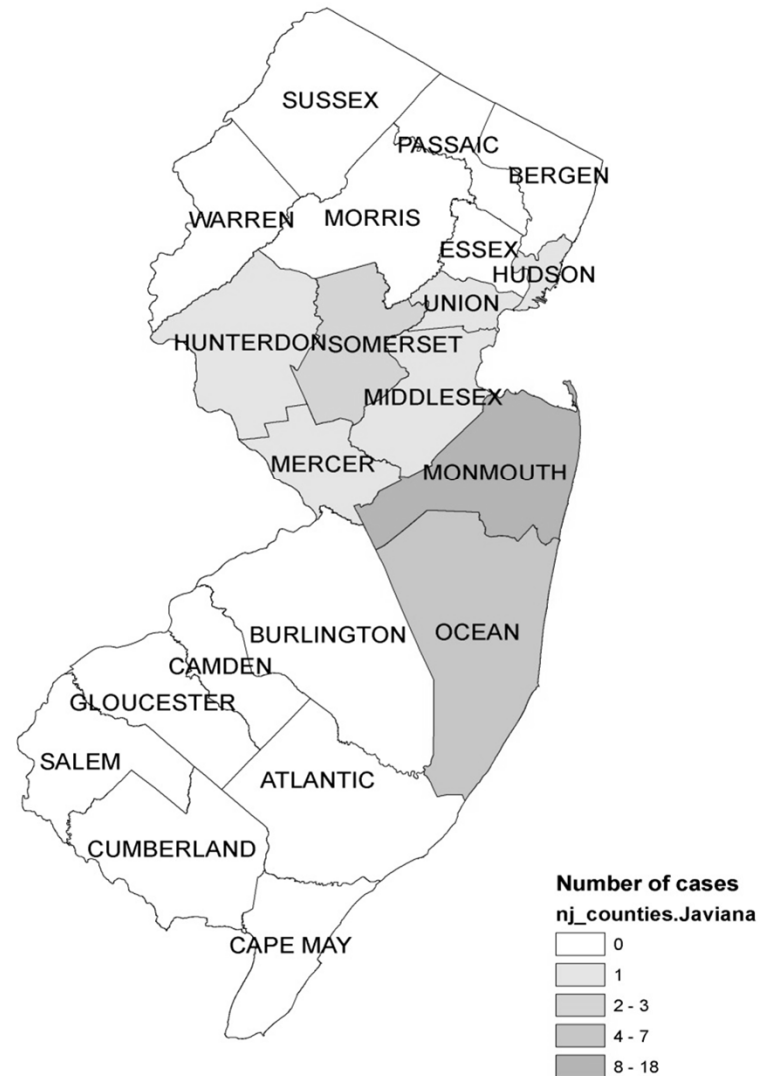 SUSSEX
PASSAIC
BERGEN
WARREN
MORRIS
ESSEX
HUDSON
UNION
HUNTERDON
SOMERSET
MIDDLESEX
MERCER
MONMOUTH
BURLINGTON
OCEAN
CAMDEN
GLOUCESTER
SALEM
ATLANTIC
CUMBERLAND
CAPE MAY
Number of cases
nj_counties.Javiana
0
1
2 - 3
4 - 7
8 - 18